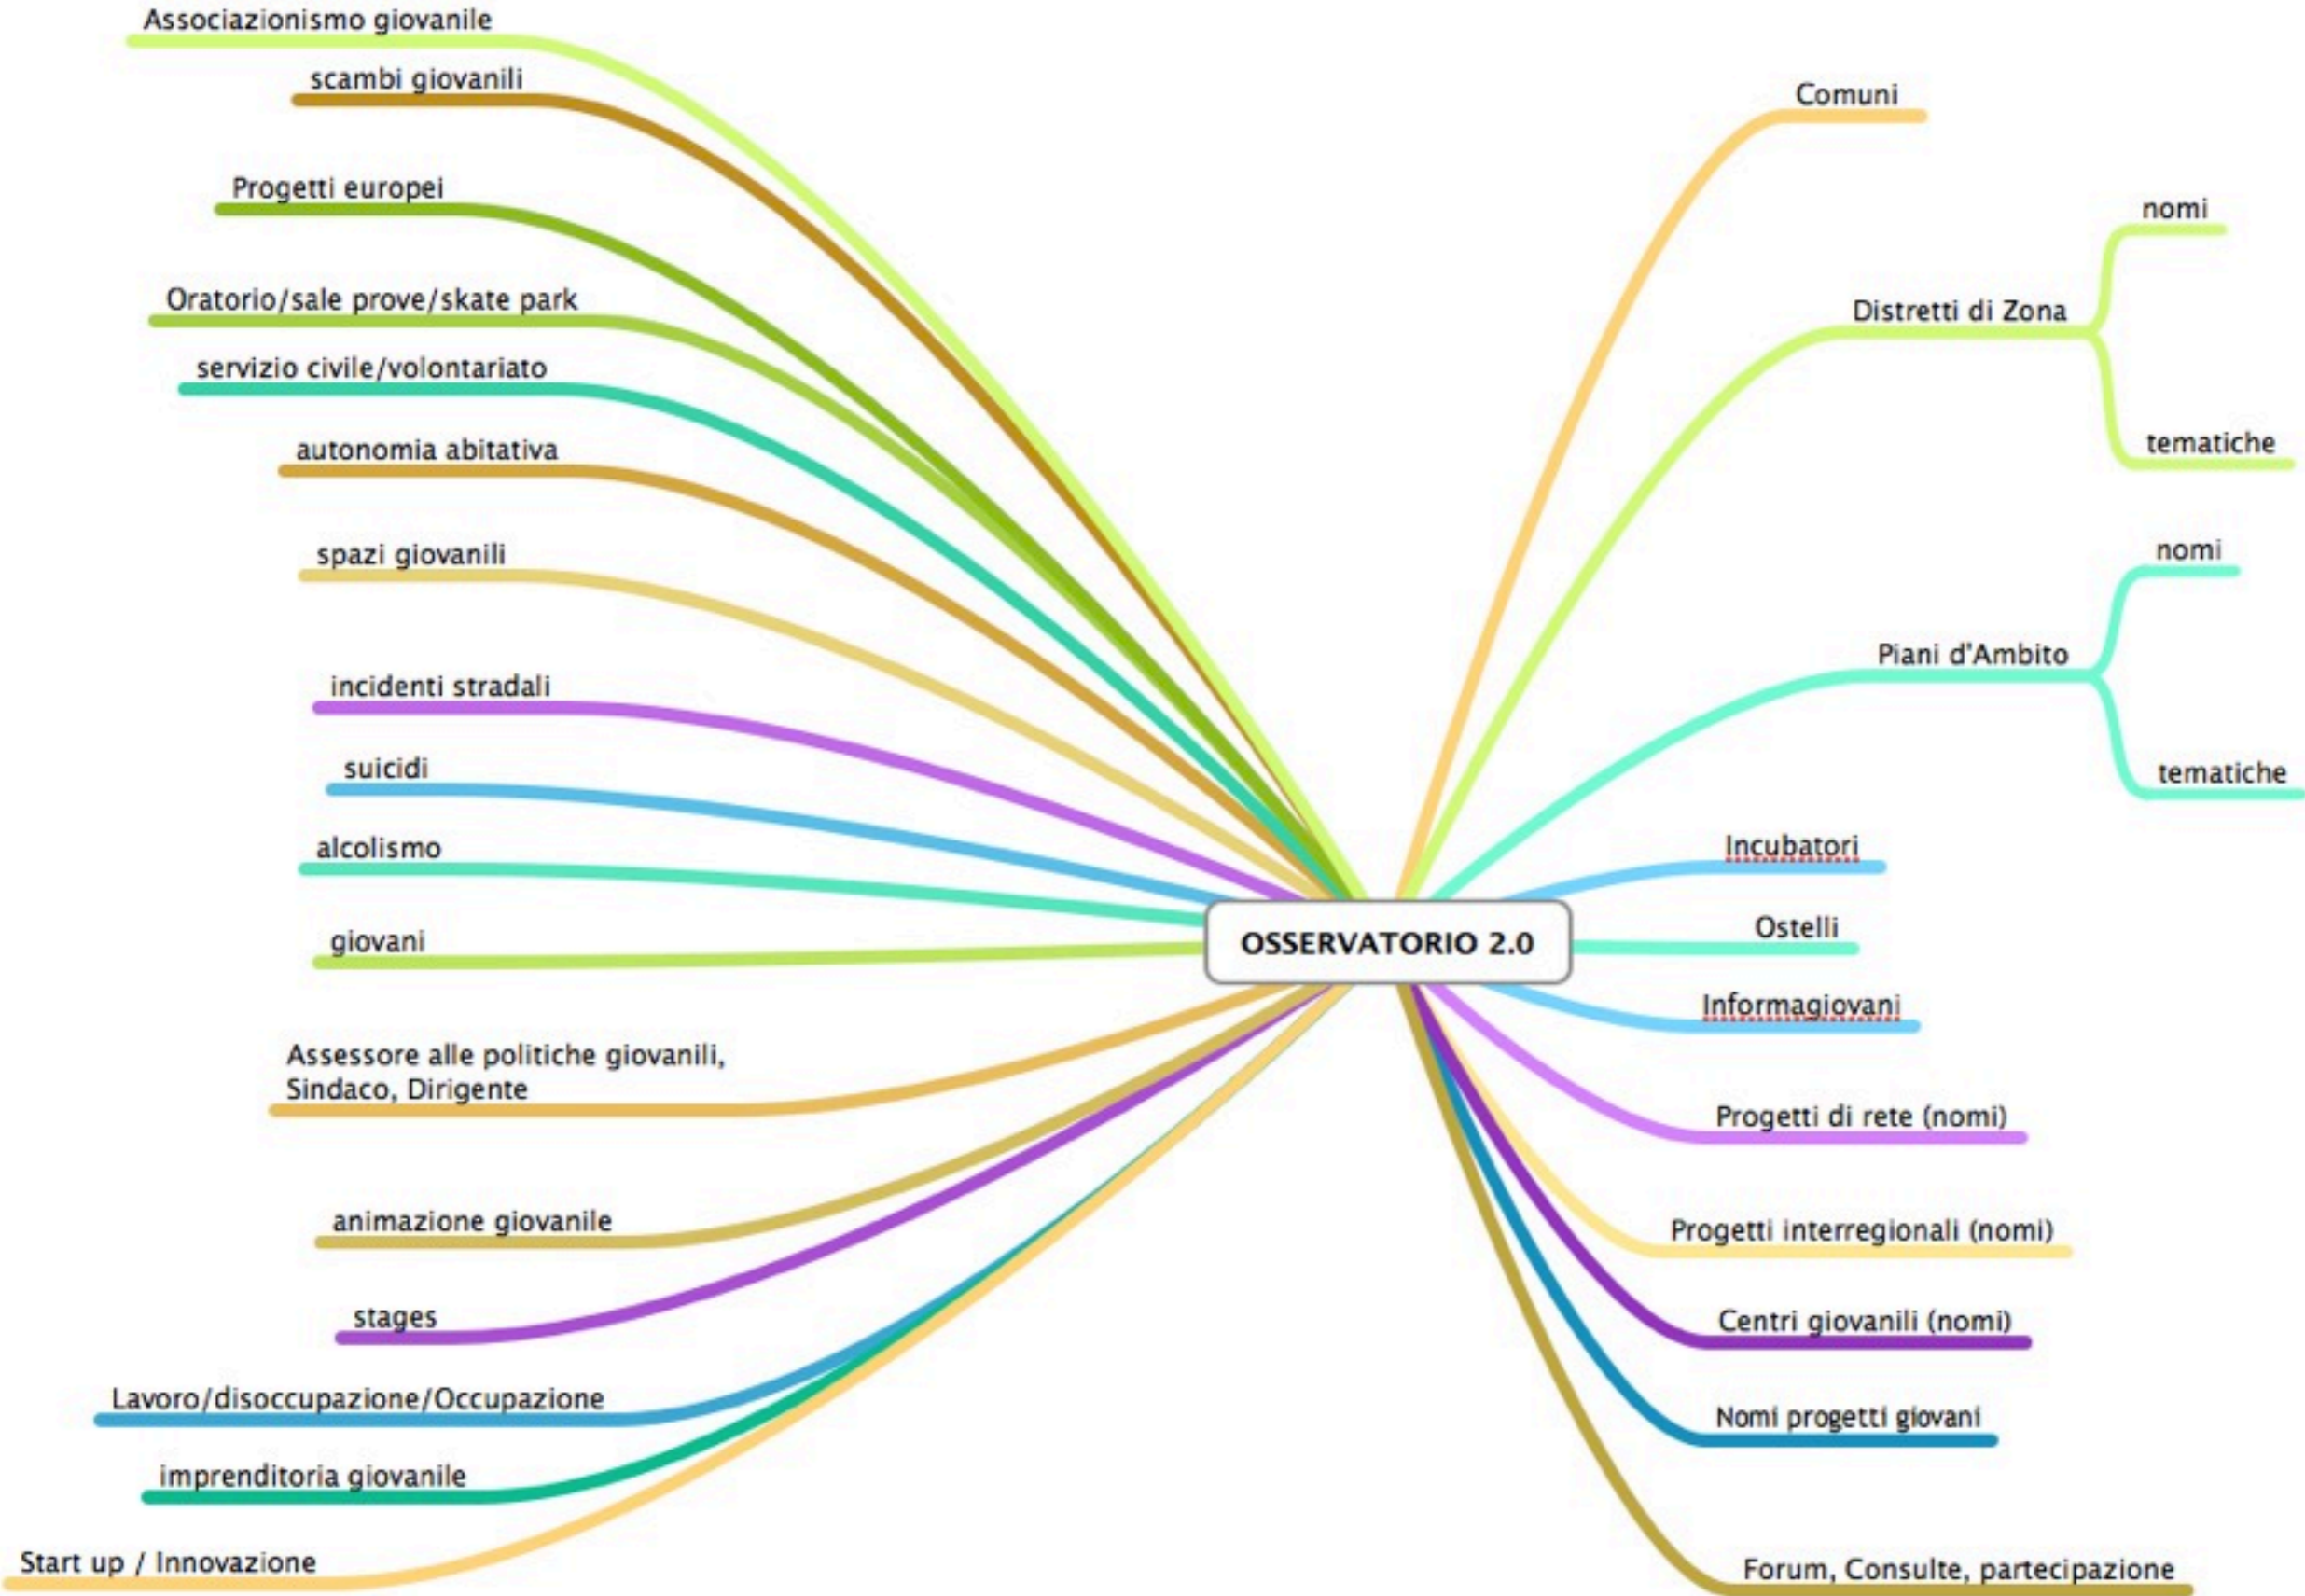 Associazionismo giovanile
scambi giovanili
Progetti europei
Oratorio/sale prove/skate park
servizio civile/volontariato
autonomia abitativa
spazi giovanili
incidenti stradali
suicidi
alcolismo
giovani
Assessore alle politiche giovanili,
Sindaco, Dirigente
animazione giovanile
stages
Lavoro/disoccupazione/Occupazione
imprenditoria giovanile
Start up / Innovazione
OSSERVATORIO 2.0
Comuni
Distretti di Zona
nomi
tematiche
Piani d'Ambito
nomi
tematiche
Incubatori
Ostelli
Informagiovani
Progetti di rete (nomi)
Progetti interregionali (nomi)
Centri giovanili (nomi)
Nomi progetti giovani
Forum, Consulte, partecipazione